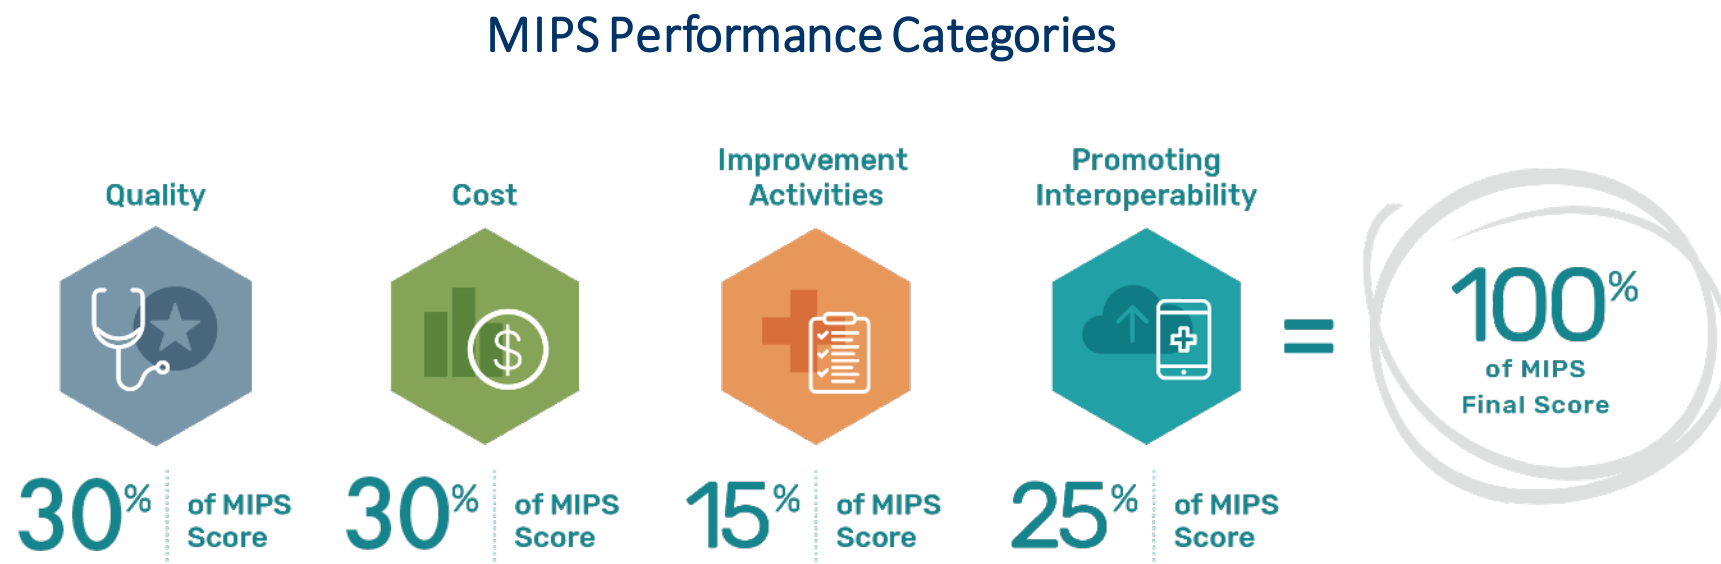 MIPS Performance Categories
Quality
Cost
Improvement
Activities
Promoting
Interoperability
$
=
100%
of MIPS
Final Score
30%
of MIPS
Score
30%
of MIPS
Score
15%
of MIPS
Score
25%
of MIPS
Score